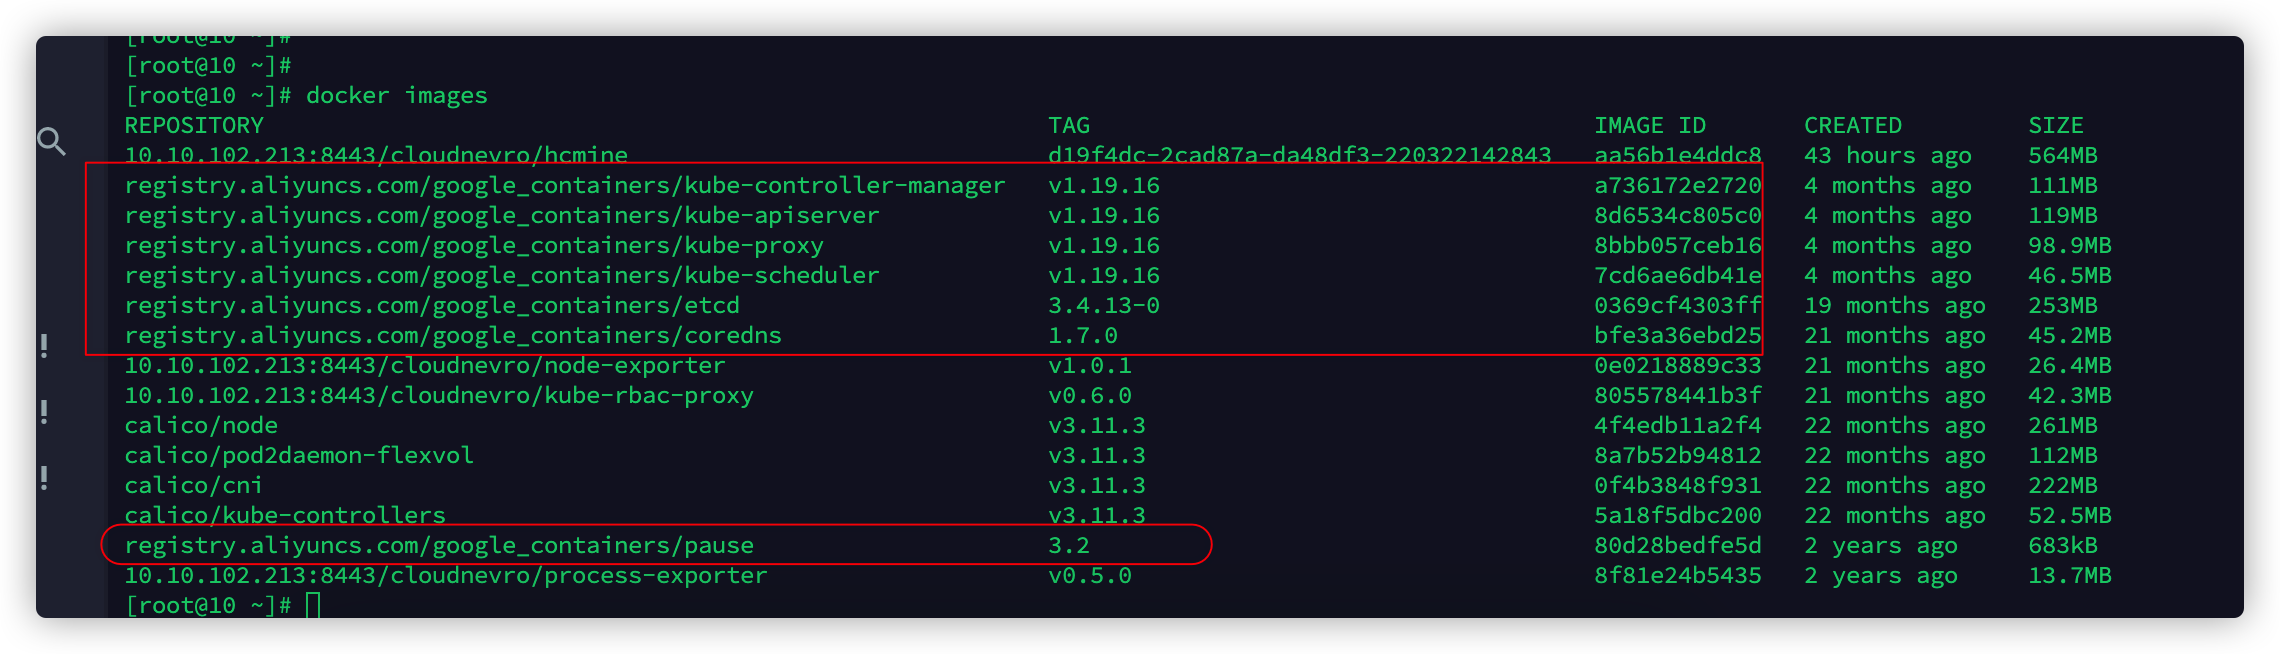 [root@10 ~]#
[root@10 ~]#
[root@10 ~]# docker images
REPOSITORY TAG IMAGE ID CREATED SIZE
10.10.102.213:8443/cloudnevro/hcmine d19f4dc-2cad87a-da48df3-220322142843 aa56b1e4ddc8 43 hours ago 564MB
registry.aliyuncs.com/google_containers/kube-controller-manager v1.19.16 a736172e2720 4 months ago 111MB
registry.aliyuncs.com/google_containers/kube-apiserver v1.19.16 8d6534c805c0 4 months ago 119MB
registry.aliyuncs.com/google_containers/kube-proxy v1.19.16 8bbb057ceb16 4 months ago 98.9MB
registry.aliyuncs.com/google_containers/kube-scheduler v1.19.16 7cd6ae6db41e 4 months ago 46.5MB
registry.aliyuncs.com/google_containers/etcd 3.4.13-0 0369cf4303ff 19 months ago 253MB
registry.aliyuncs.com/google_containers/coredns 1.7.0 bfe3a36ebd25 21 months ago 45.2MB
10.10.102.213:8443/cloudnevro/node-exporter v1.0.1 0e0218889c33 21 months ago 26.4MB
10.10.102.213:8443/cloudnevro/kube-rbac-proxy v0.6.0 805578441b3f 21 months ago 42.3MB
calico/node v3.11.3 4f4edb11a2f4 22 months ago 261MB
calico/pod2daemon-flexvol v3.11.3 8a7b52b94812 22 months ago 112MB
calico/cni v3.11.3 0f4b3848f931 22 months ago 222MB
calico/kube-controllers v3.11.3 5a18f5dbc200 22 months ago 52.5MB
registry.aliyuncs.com/google_containers/pause 3.2 80d28bedfe5d 2 years ago 683kB
10.10.102.213:8443/cloudnevro/process-exporter v0.5.0 8f81e24b5435 2 years ago 13.7MB
[root@10 ~]#